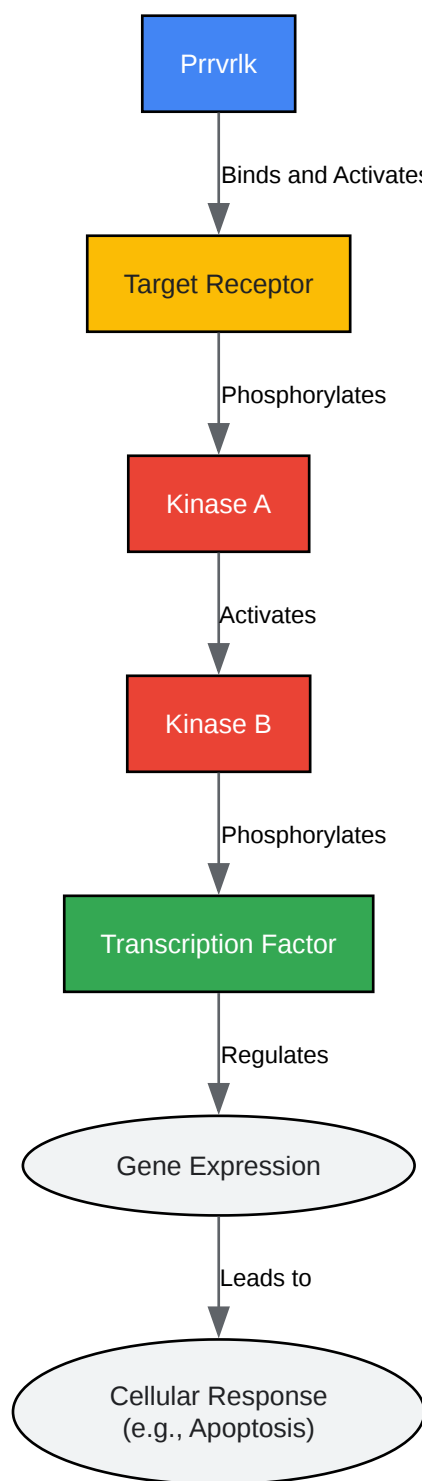 Prrvrlk
Binds and Activates
Target Receptor
Phosphorylates
Kinase A
Activates
Kinase B
Phosphorylates
Transcription Factor
Regulates
Gene Expression
Leads to
Cellular Response
(e.g., Apoptosis)